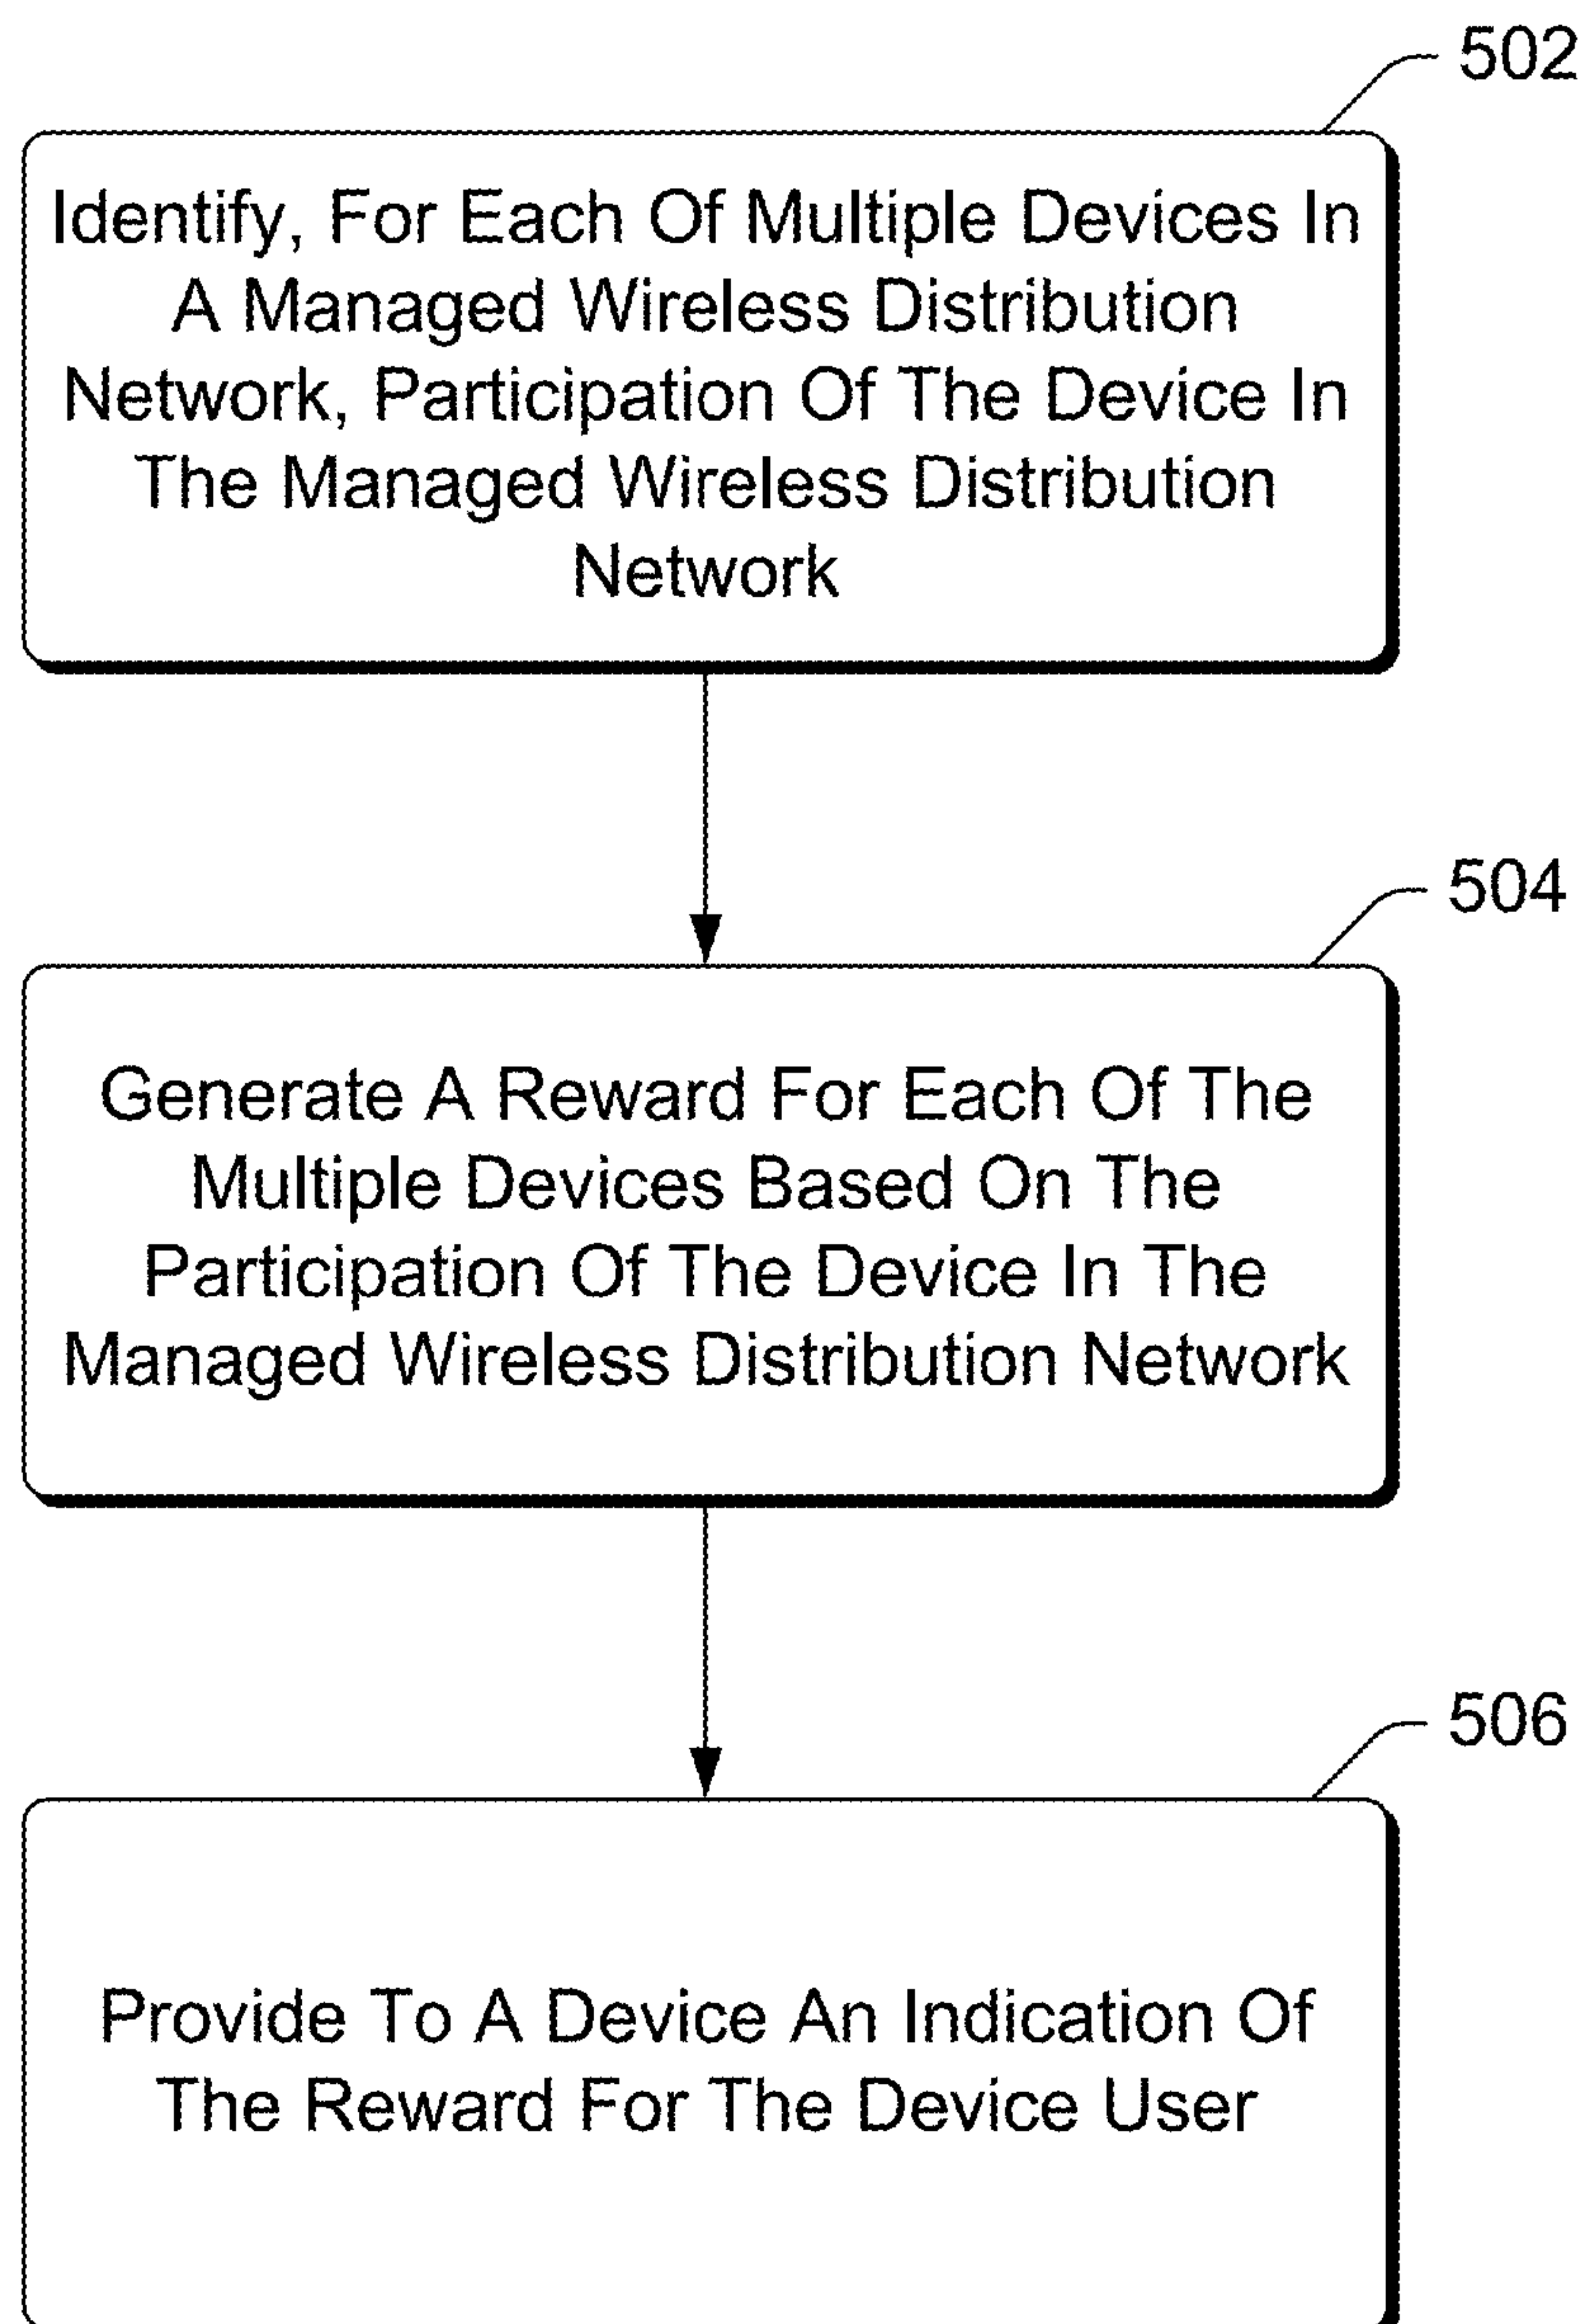 502
Identify, For Each Of Multiple Devices In
A Managed Wireless Distribution
Network, Participation Of The Device In
The Managed Wireless Distribution
Network
504
Generate A Reward For Each Of The
Multiple Devices Based On The
Participation Of The Device In The
Managed Wireless Distribution Network
506
Provide To A Device An Indication Of
The Reward For The Device User